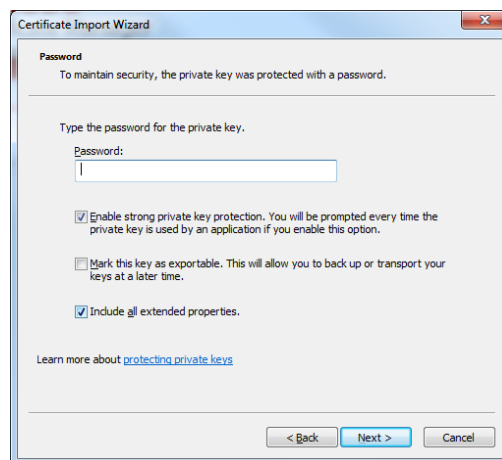 Certificate Import Wizard
Password
To maintain security, the private key was protected with a password.
Type the password for the private key.
Password:
Enable strong private key protection. You will be prompted every time the
private key is used by an application if you enable this option.
Mark this key as exportable. This will allow you to back up or transport your
keys at a later time.
Include all extended properties.
Learn more about protecting private keys
< Back Next > Cancel